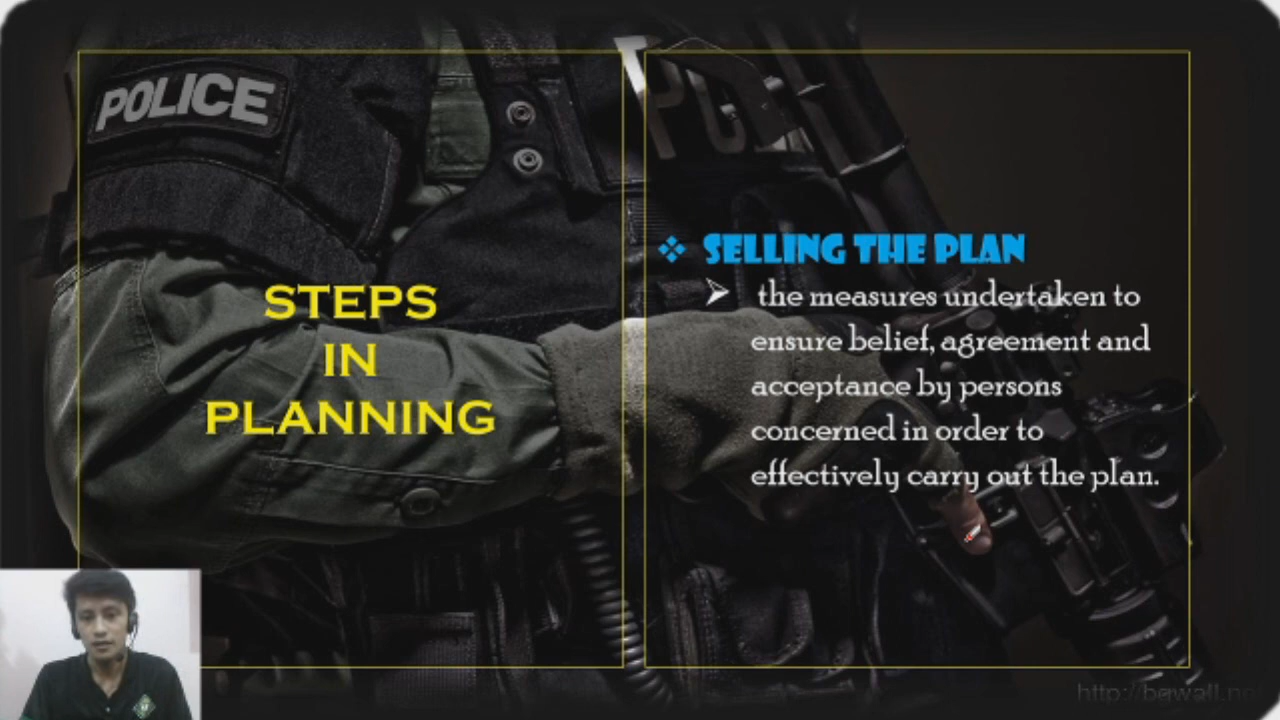 POLICE
STEPS
IN
PLANNING
SELLING THE PLAN
the measures undertaken to
ensure belief, agreement and
acceptance by persons
concerned in order to
effectively carry out the plan.